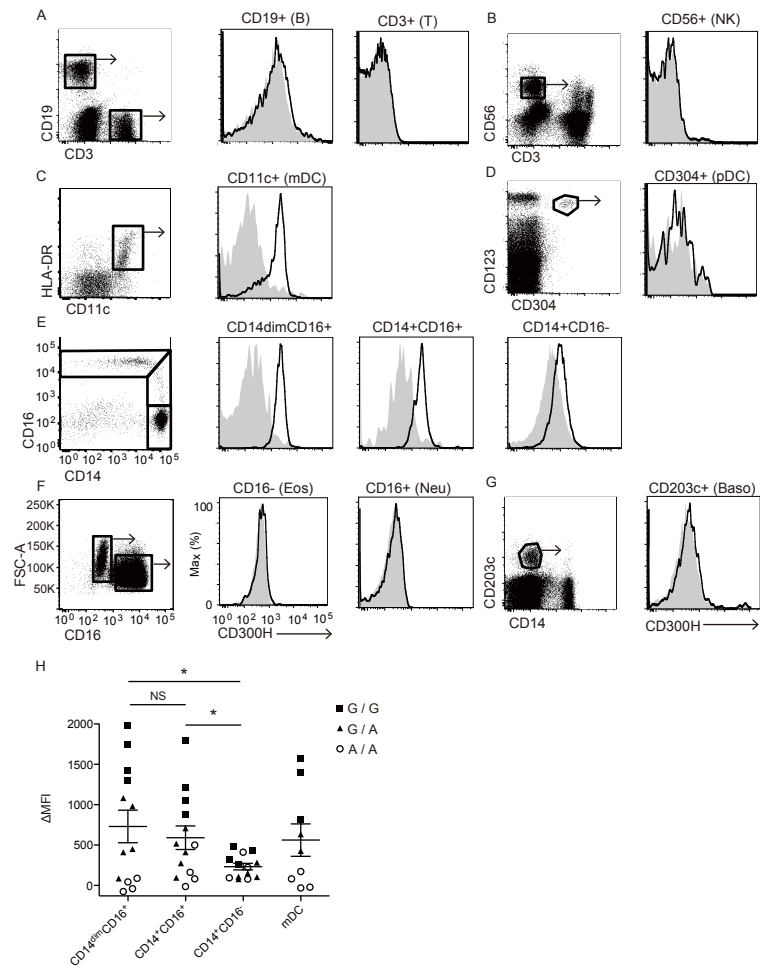 A
CD19+ (B)
CD3+ (T)
CD19
CD3
B
CD56+ (NK)
CD56
CD3
C
CD11c+ (mDC)
HLA-DR
CD11c
D
CD304+ (pDC)
CD123
CD304
E
CD14dimCD16+
CD14+CD16+
CD14+CD16-
10⁵
10⁴
10³
10²
10⁰
CD16
10⁰ 10² 10³ 10⁴ 10⁵
CD14
F
CD16- (Eos)
CD16+ (Neu)
250K
200K
150K
100K
50K
FSC-A
10⁰ 10² 10³ 10⁴ 10⁵
CD16
100
Max (%)
0
10⁰ 10² 10³ 10⁴ 10⁵
CD300H
G
CD203c+ (Baso)
CD203c
CD14
CD300H
H
*
NS
*
G / G
G / A
A / A
2000
1500
1000
500
0
ΔMFI
CD14ᵈⁱᵐCD16⁺
CD14⁺CD16⁺
CD14⁺CD16⁻
mDC